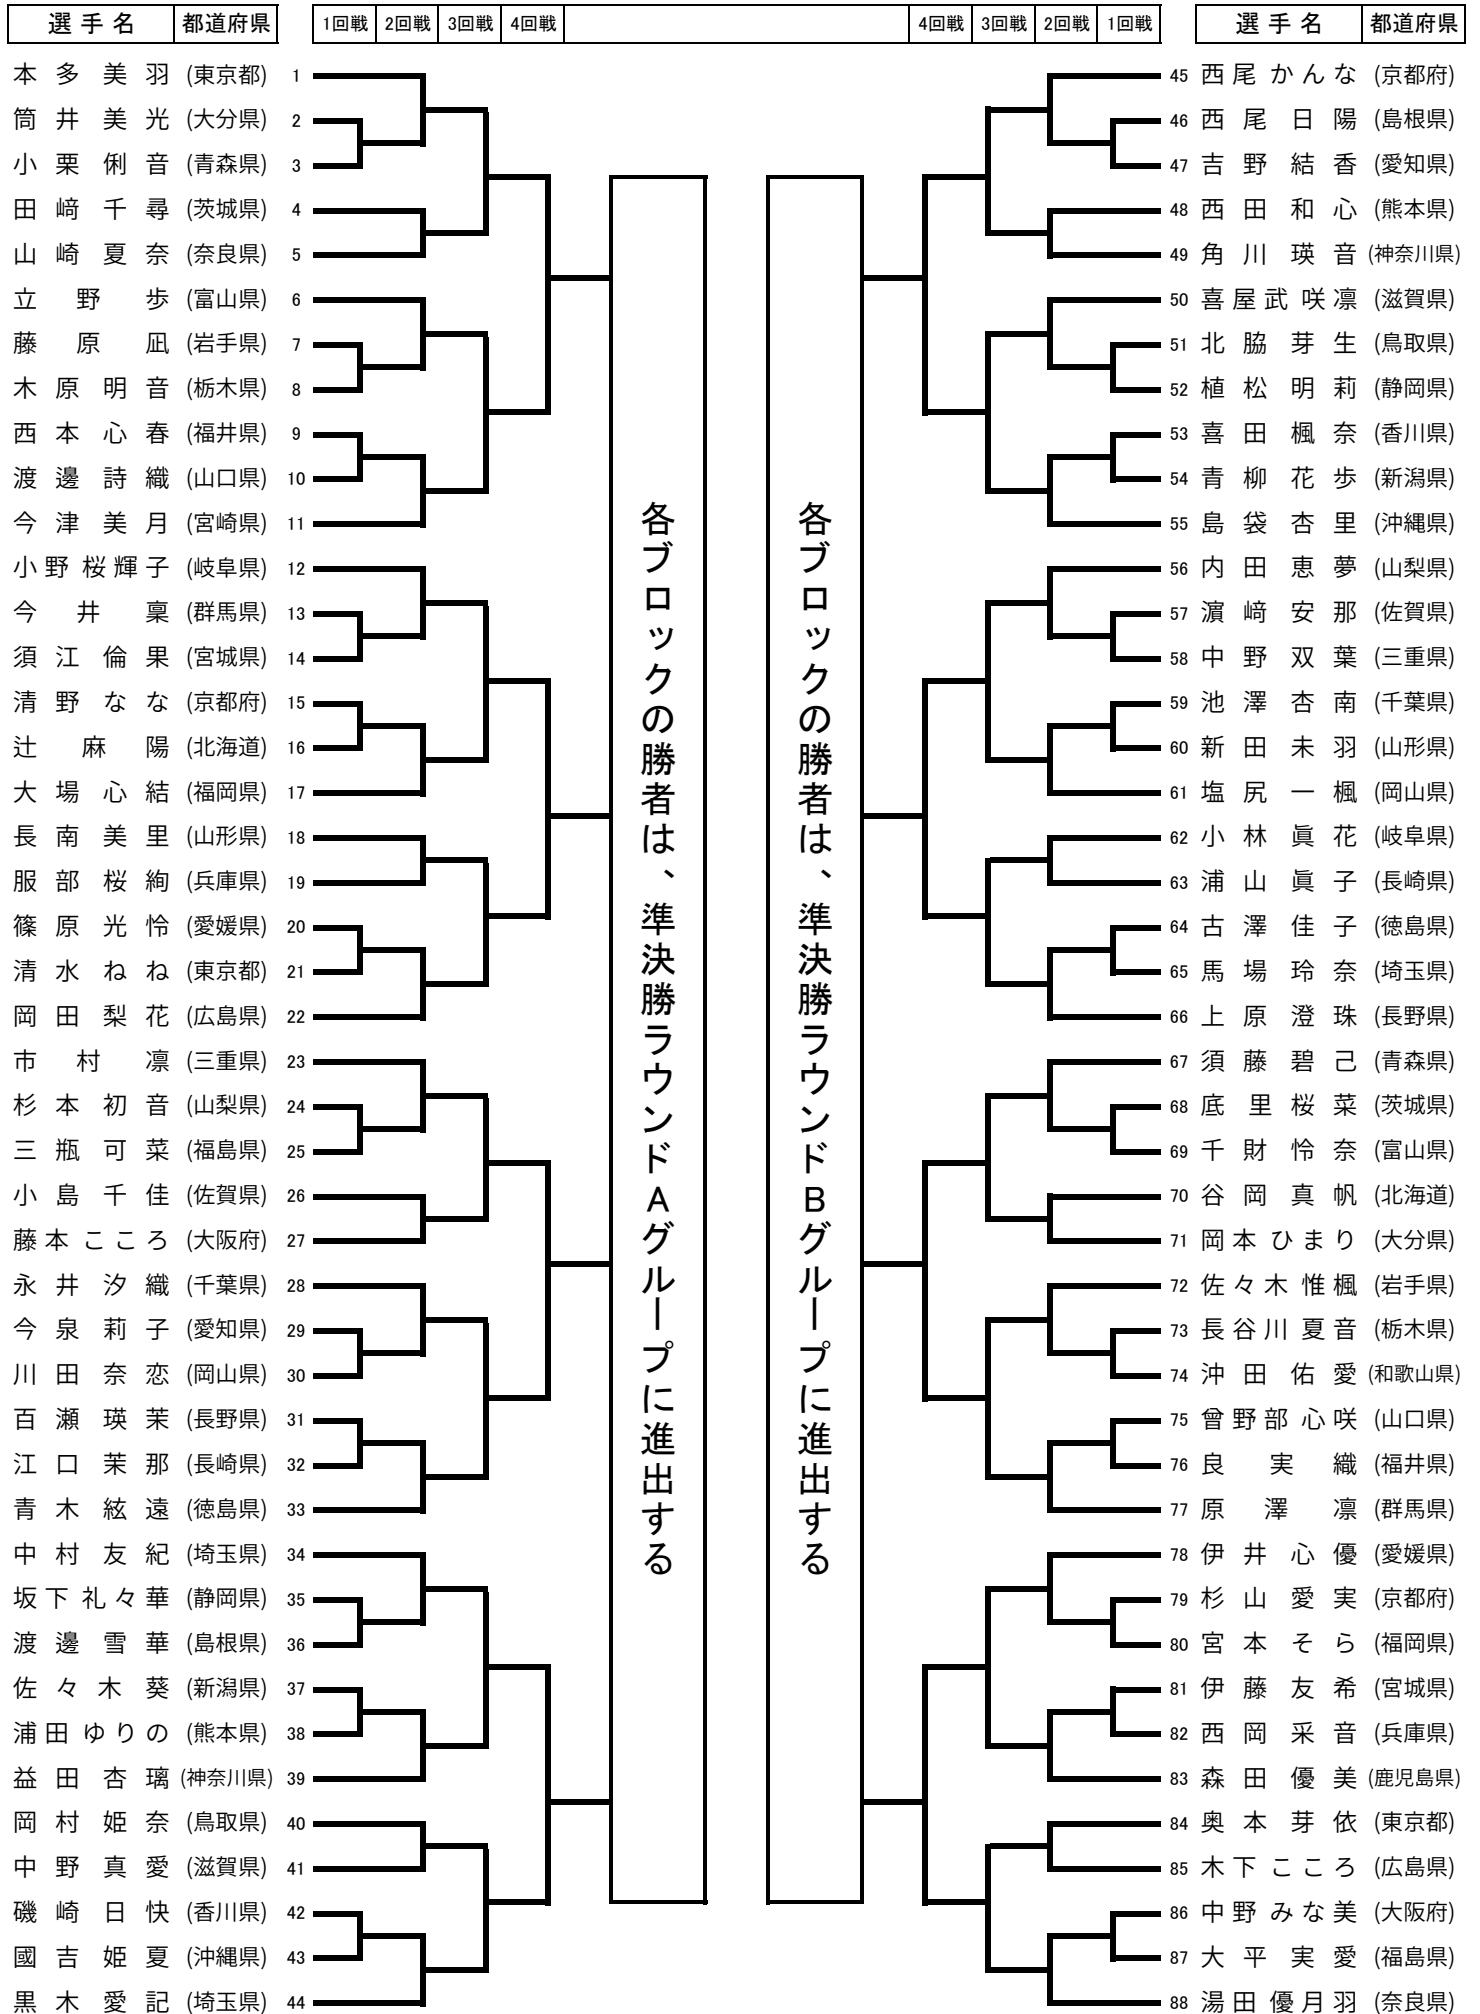 選手名 都道府県 1回戦 2回戦 3回戦 4回戦 4回戦 3回戦 2回戦 1回戦 選手名 都道府県
本多美羽 (東京都) 1
筒井美光 (大分県) 2
小栗俐音 (青森県) 3
田﨑千尋 (茨城県) 4
山崎夏奈 (奈良県) 5
立野歩 (富山県) 6
藤原凪 (岩手県) 7
木原明音 (栃木県) 8
西本心春 (福井県) 9
渡邊詩織 (山口県) 10
今津美月 (宮崎県) 11
小野桜輝子 (岐阜県) 12
今井稟 (群馬県) 13
須江倫果 (宮城県) 14
清野なな (京都府) 15
辻麻陽 (北海道) 16
大場心結 (福岡県) 17
長南美里 (山形県) 18
服部桜絢 (兵庫県) 19
篠原光怜 (愛媛県) 20
清水ねね (東京都) 21
岡田梨花 (広島県) 22
市村凛 (三重県) 23
杉本初音 (山梨県) 24
三瓶可菜 (福島県) 25
小島千佳 (佐賀県) 26
藤本こころ (大阪府) 27
永井汐織 (千葉県) 28
今泉莉子 (愛知県) 29
川田奈恋 (岡山県) 30
百瀬瑛茉 (長野県) 31
江口茉那 (長崎県) 32
青木絃遠 (徳島県) 33
中村友紀 (埼玉県) 34
坂下礼々華 (静岡県) 35
渡邊雪華 (島根県) 36
佐々木葵 (新潟県) 37
浦田ゆりの (熊本県) 38
益田杏璃 (神奈川県) 39
岡村姫奈 (鳥取県) 40
中野真愛 (滋賀県) 41
磯崎日快 (香川県) 42
國吉姫夏 (沖縄県) 43
黒木愛記 (埼玉県) 44
各ブロックの勝者は、準決勝ラウンドAグループに進出する
各ブロックの勝者は、準決勝ラウンドBグループに進出する
45 西尾かんな (京都府)
46 西尾日陽 (島根県)
47 吉野結香 (愛知県)
48 西田和心 (熊本県)
49 角川瑛音 (神奈川県)
50 喜屋武咲凛 (滋賀県)
51 北脇芽生 (鳥取県)
52 植松明莉 (静岡県)
53 喜田楓奈 (香川県)
54 青柳花歩 (新潟県)
55 島袋杏里 (沖縄県)
56 内田恵夢 (山梨県)
57 濵﨑安那 (佐賀県)
58 中野双葉 (三重県)
59 池澤杏南 (千葉県)
60 新田未羽 (山形県)
61 塩尻一楓 (岡山県)
62 小林眞花 (岐阜県)
63 浦山眞子 (長崎県)
64 古澤佳子 (徳島県)
65 馬場玲奈 (埼玉県)
66 上原澄珠 (長野県)
67 須藤碧己 (青森県)
68 底里桜菜 (茨城県)
69 千財怜奈 (富山県)
70 谷岡真帆 (北海道)
71 岡本ひまり (大分県)
72 佐々木惟楓 (岩手県)
73 長谷川夏音 (栃木県)
74 沖田佑愛 (和歌山県)
75 曾野部心咲 (山口県)
76 良実織 (福井県)
77 原澤凛 (群馬県)
78 伊井心優 (愛媛県)
79 杉山愛実 (京都府)
80 宮本そら (福岡県)
81 伊藤友希 (宮城県)
82 西岡采音 (兵庫県)
83 森田優美 (鹿児島県)
84 奥本芽依 (東京都)
85 木下こころ (広島県)
86 中野みな美 (大阪府)
87 大平実愛 (福島県)
88 湯田優月羽 (奈良県)